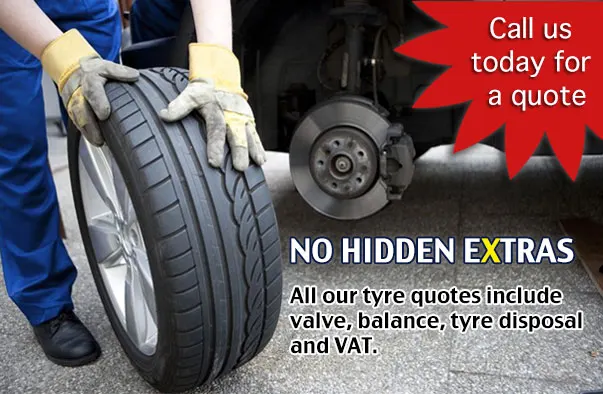 Call us
today for
a quote
NO HIDDEN EXTRAS
All our tyre quotes include
valve, balance, tyre disposal
and VAT.